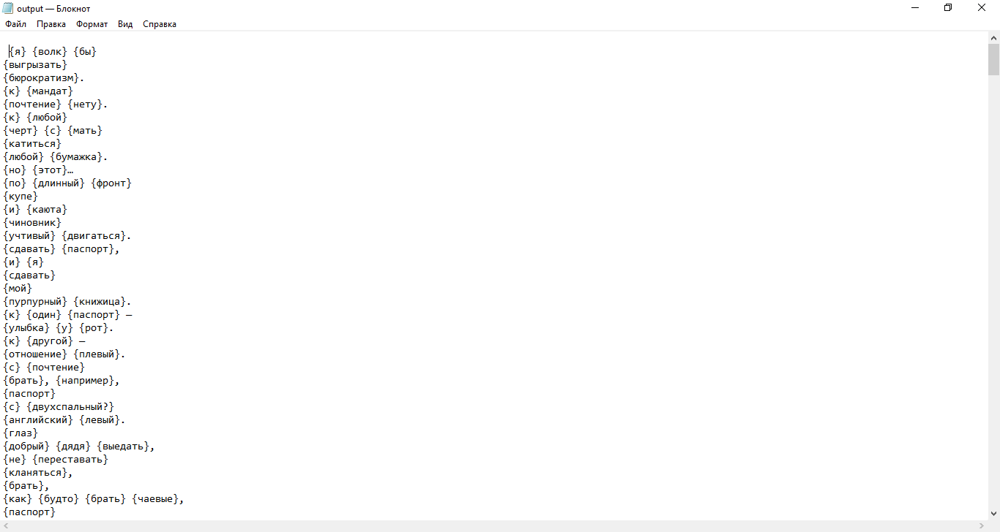 output — Блокнот
Файл Правка Формат Вид Справка
{я} {волк} {бы}
{выгрызать}
{бюрократизм}.
{к} {мандат}
{почтение} {нету}.
{к} {любой}
{черт} {с} {мать}
{катиться}
{любой} {бумажка}.
{но} {этот}…
{по} {длинный} {фронт}
{купе}
{и} {каюта}
{чиновник}
{учтивый} {двигаться}.
{сдавать} {паспорт},
{и} {я}
{сдавать}
{мой}
{пурпурный} {книжица}.
{к} {один} {паспорт} —
{улыбка} {у} {рот}.
{к} {другой} —
{отношение} {плевый}.
{с} {почтение}
{брать}, {например},
{паспорт}
{с} {двухспальный?}
{английский} {левый}.
{глаз}
{добрый} {дядя} {выедать},
{не} {переставать}
{кланяться},
{брать},
{как} {будто} {брать} {чаевые},
{паспорт}